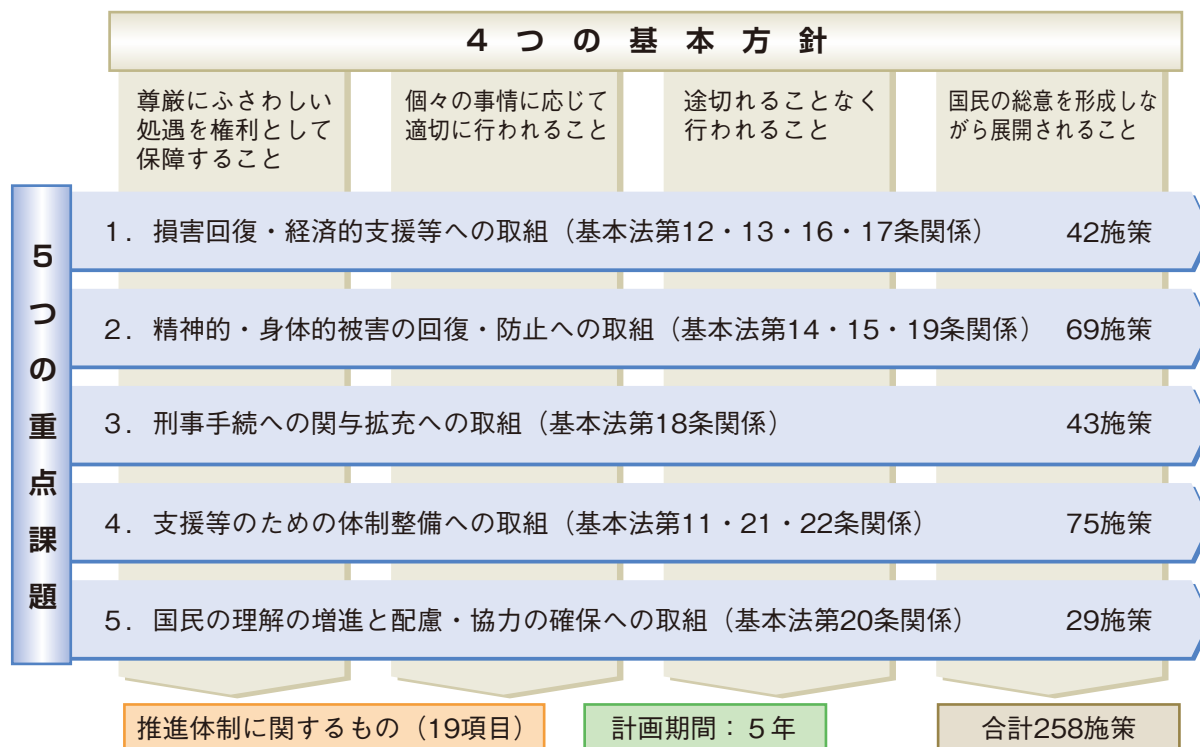 4つの基本方針
尊厳にふさわしい
処遇を権利として
保障すること
個々の事情に応じて
適切に行われること
途切れることなく
行われること
国民の総意を形成しな
がら展開されること
5つの重点課題
1. 損害回復・経済的支援等への取組（基本法第12・13・16・17条関係） 42施策
2. 精神的・身体的被害の回復・防止への取組（基本法第14・15・19条関係） 69施策
3. 刑事手続への関与拡充への取組（基本法第18条関係） 43施策
4. 支援等のための体制整備への取組（基本法第11・21・22条関係） 75施策
5. 国民の理解の増進と配慮・協力の確保への取組（基本法第20条関係） 29施策
推進体制に関するもの（19項目）
計画期間：5年
合計258施策